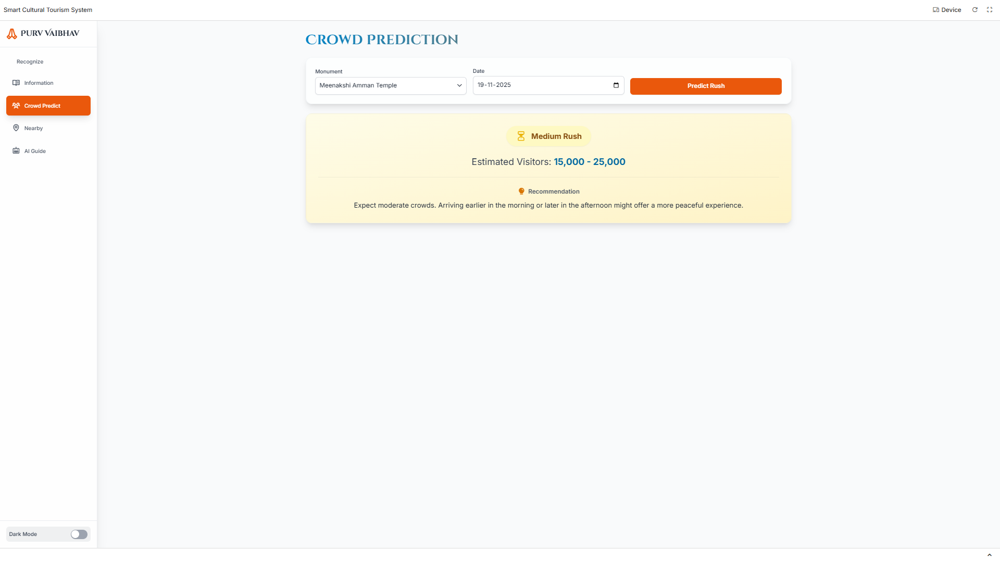 Smart Cultural Tourism System
Device
PURV VAIBHAV
Recognize
Information
Crowd Predict
Nearby
AI Guide
Dark Mode
CROWD PREDICTION
Monument
Date
Meenakshi Amman Temple
19-11-2025
Predict Rush
Medium Rush
Estimated Visitors: 15,000 - 25,000
Recommendation
Expect moderate crowds. Arriving earlier in the morning or later in the afternoon might offer a more peaceful experience.